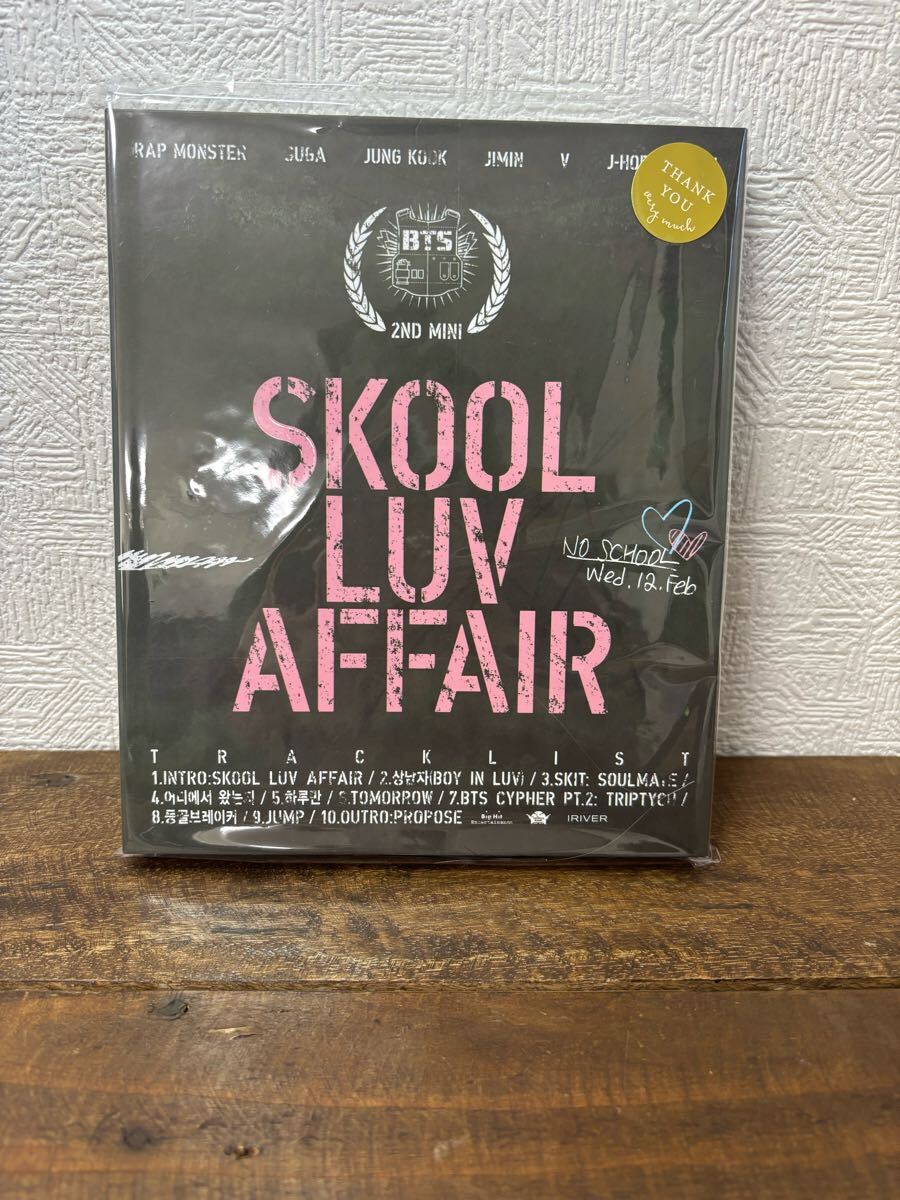 RAP MONSTER SUGA JUNG KOOK JIMIN V
THANK
YOU
very much
BTS
2ND MINI
SKOOL
LUV
AFFAIR
NO SCHOOL
Wed.12.Feb
TRACKLIST
1.INTRO:SKOOL LUV AFFAIR / 2.상남자(BOY IN LUV) / 3.SKIT: SOULMATE /
4.어디에서 왔는지 / 5.하루만 / 6.TOMORROW / 7.BTS CYPHER PT.2: TRIPTYCH /
8.등골브레이커 / 9.JUMP / 10.OUTRO:PROPOSE Big Hit
Entertainment IRIVER